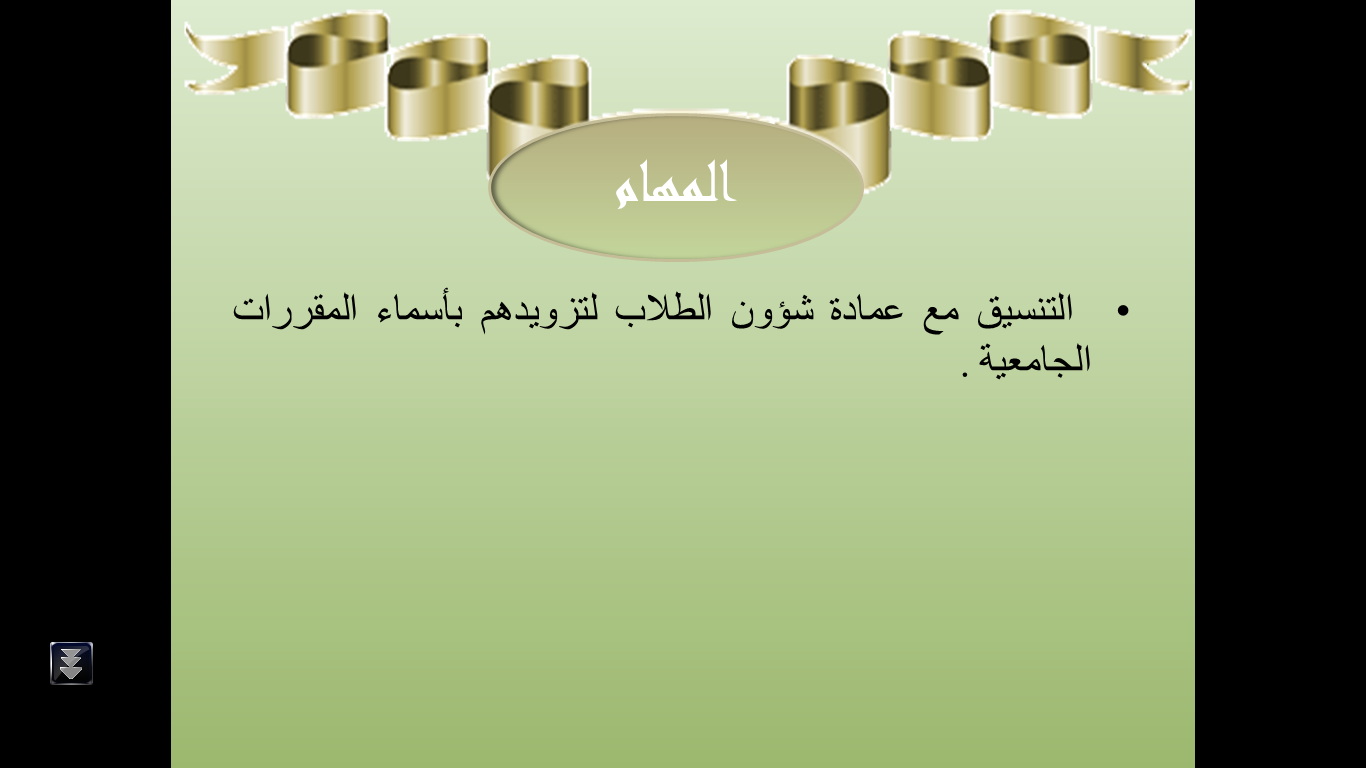 المهام
• التنسيق مع عمادة شؤون الطلاب لتزويدهم بأسماء المقررات
الجامعية .